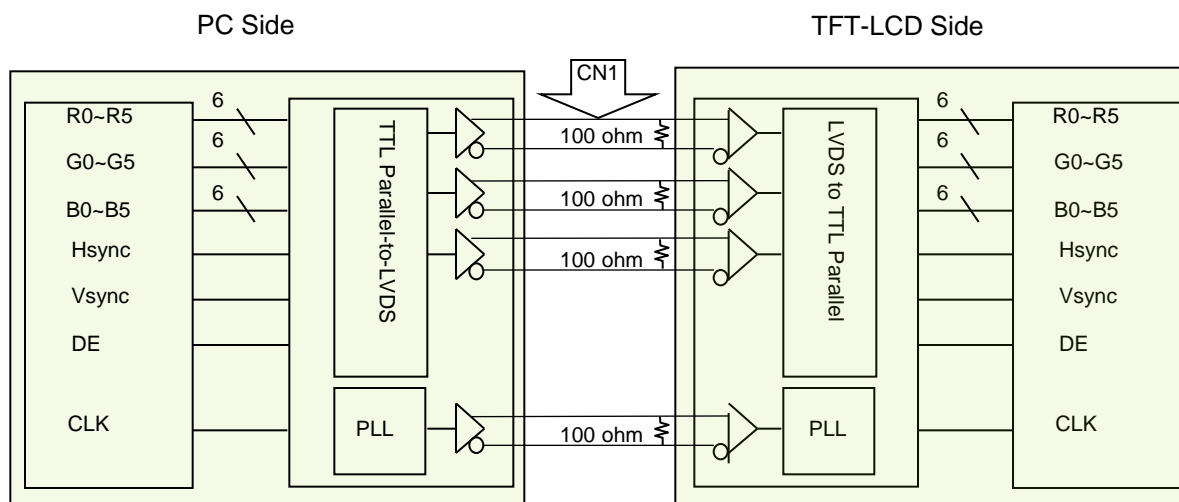 PC Side
TFT-LCD Side
CN1
R0~R5
6
G0~G5
6
B0~B5
6
Hsync
Vsync
DE
CLK
TTL Parallel-to-LVDS
PLL
100 ohm
100 ohm
100 ohm
100 ohm
LVDS to TTL Parallel
PLL
6
R0~R5
6
G0~G5
6
B0~B5
Hsync
Vsync
DE
CLK